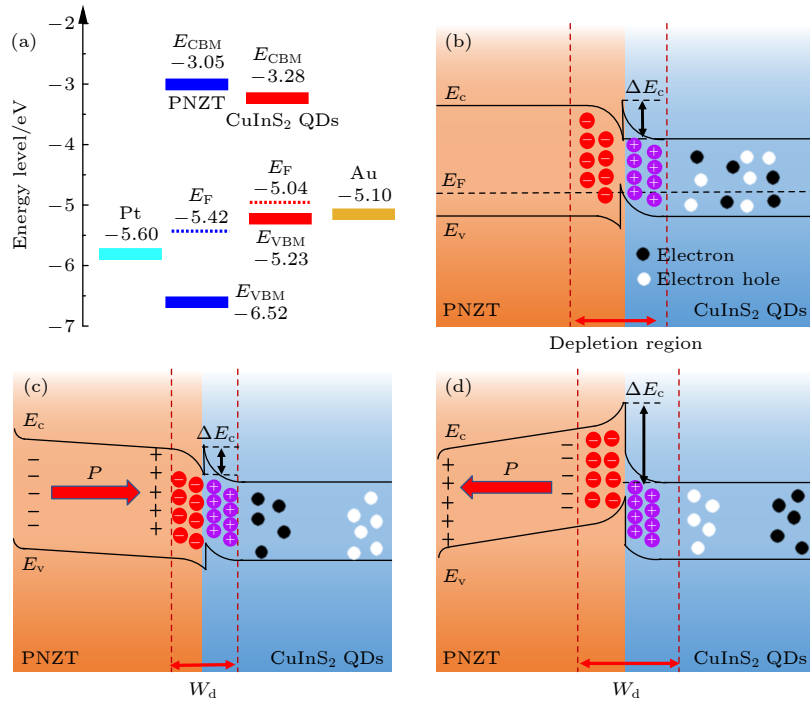 (a)
Energy level/eV
−2
−3
−4
−5
−6
−7
E_CBM
−3.05
PNZT
E_CBM
−3.28
CuInS₂ QDs
Pt
−5.60
E_F
−5.42
E_F
−5.04
Au
−5.10
E_VBM
−5.23
E_VBM
−6.52
(b)
ΔE_c
E_c
E_F
E_v
− − − − − − − −
+ + + + + + +
Electron
Electron hole
PNZT
CuInS₂ QDs
Depletion region
(c)
E_c
ΔE_c
P
− − − − −
+ + + + +
− − − − − − − −
+ + + + + + + +
E_v
PNZT
CuInS₂ QDs
W_d
(d)
ΔE_c
E_c
P
+ + + + +
− − − − −
− − − − − − − −
+ + + + + + + +
E_v
PNZT
CuInS₂ QDs
W_d